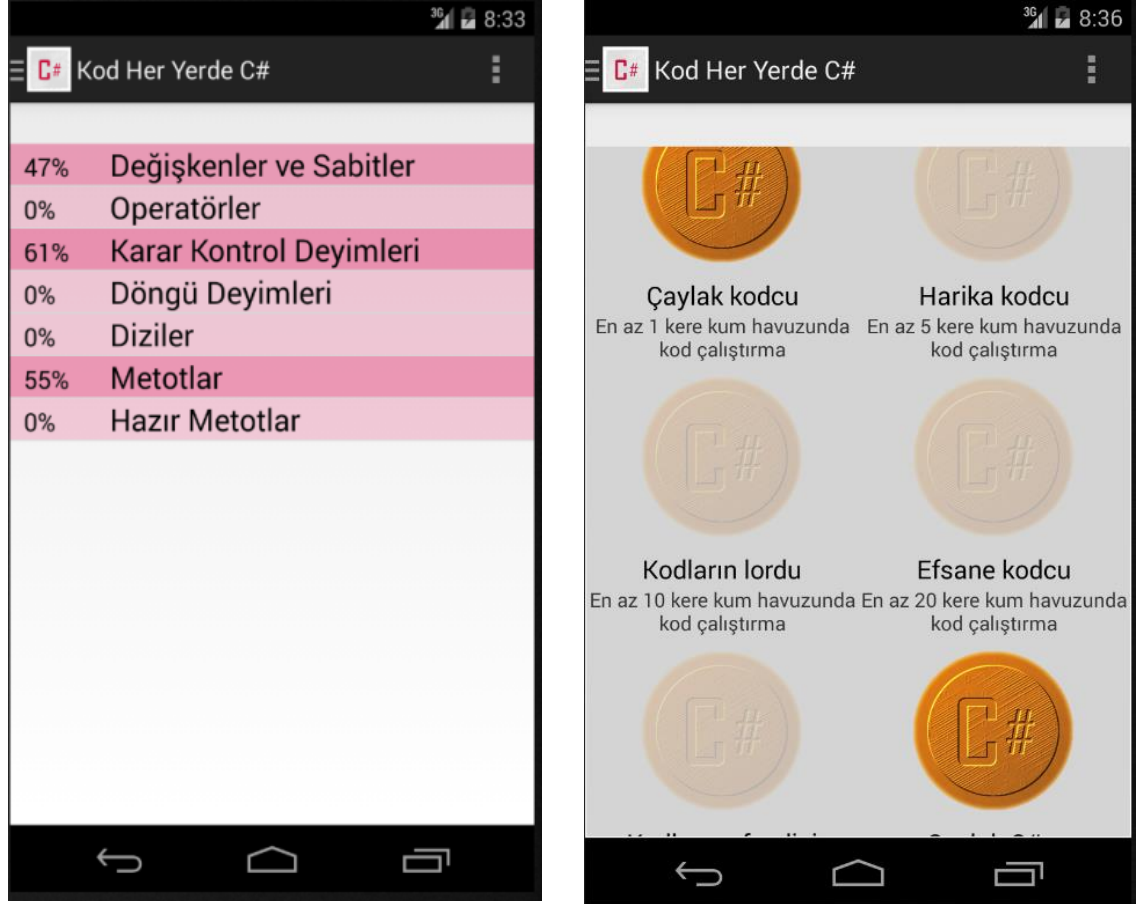 3G 8:33
C# Kod Her Yerde C#
47% Değişkenler ve Sabitler
0% Operatörler
61% Karar Kontrol Deyimleri
0% Döngü Deyimleri
0% Diziler
55% Metotlar
0% Hazır Metotlar
3G 8:36
C# Kod Her Yerde C#
C# C#
Çaylak kodcu Harika kodcu
En az 1 kere kum havuzunda En az 5 kere kum havuzunda
kod çalıştırma kod çalıştırma
C# C#
Kodların lordu Efsane kodcu
En az 10 kere kum havuzunda En az 20 kere kum havuzunda
kod çalıştırma kod çalıştırma
C# C#